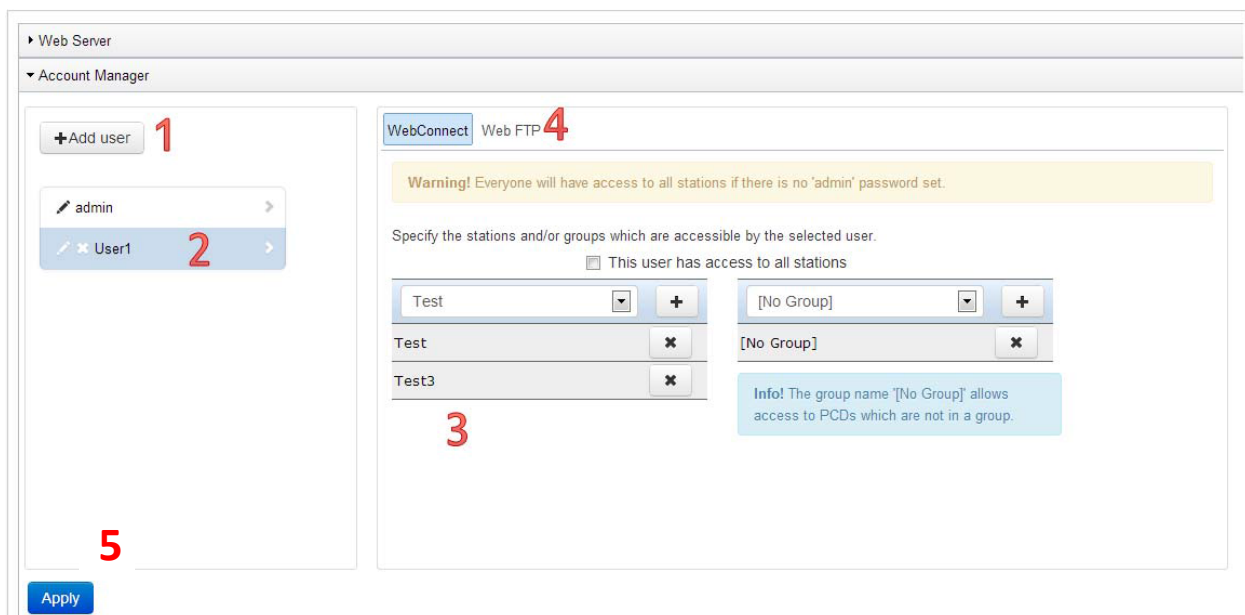 Web Server
Account Manager
+Add user
1
admin
User1
2
5
Apply
WebConnect Web FTP
4
Warning! Everyone will have access to all stations if there is no 'admin' password set.
Specify the stations and/or groups which are accessible by the selected user.
This user has access to all stations
Test
Test
Test3
3
[No Group]
[No Group]
Info! The group name '[No Group]' allows
access to PCDs which are not in a group.